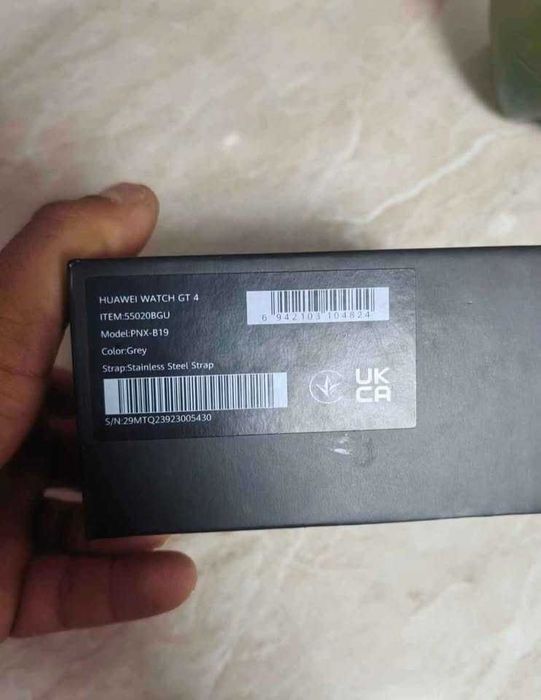 HUAWEI WATCH GT 4
ITEM:55020BGU
Model:PNX-B19
Color:Grey
Strap:Stainless Steel Strap
S/N:29MTQ23923005430
6 942103 104824
UK
CA